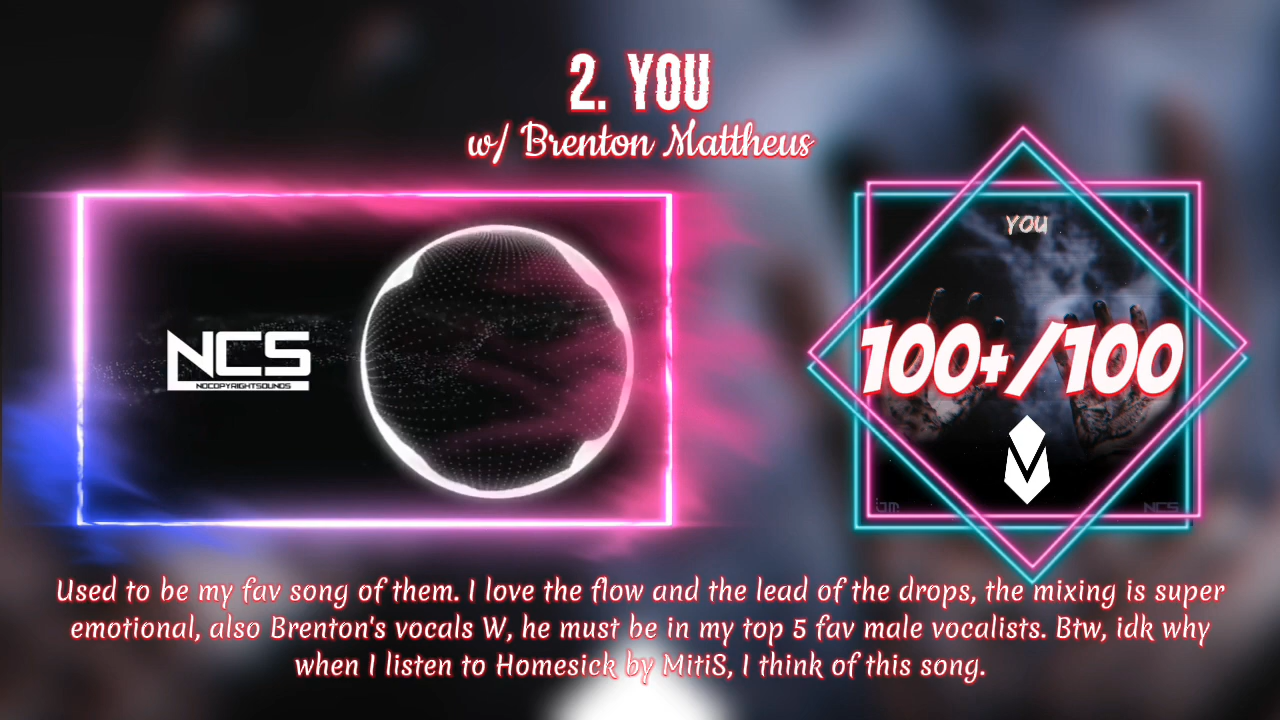 2. YOU
w/ Brenton Mattheus
NCS
NOCOPYRIGHTSOUNDS
YOU
100+/100
NCS
Used to be my fav song of them. I love the flow and the lead of the drops, the mixing is super
emotional, also Brenton's vocals W, he must be in my top 5 fav male vocalists. Btw, idk why
when I listen to Homesick by MitiS, I think of this song.